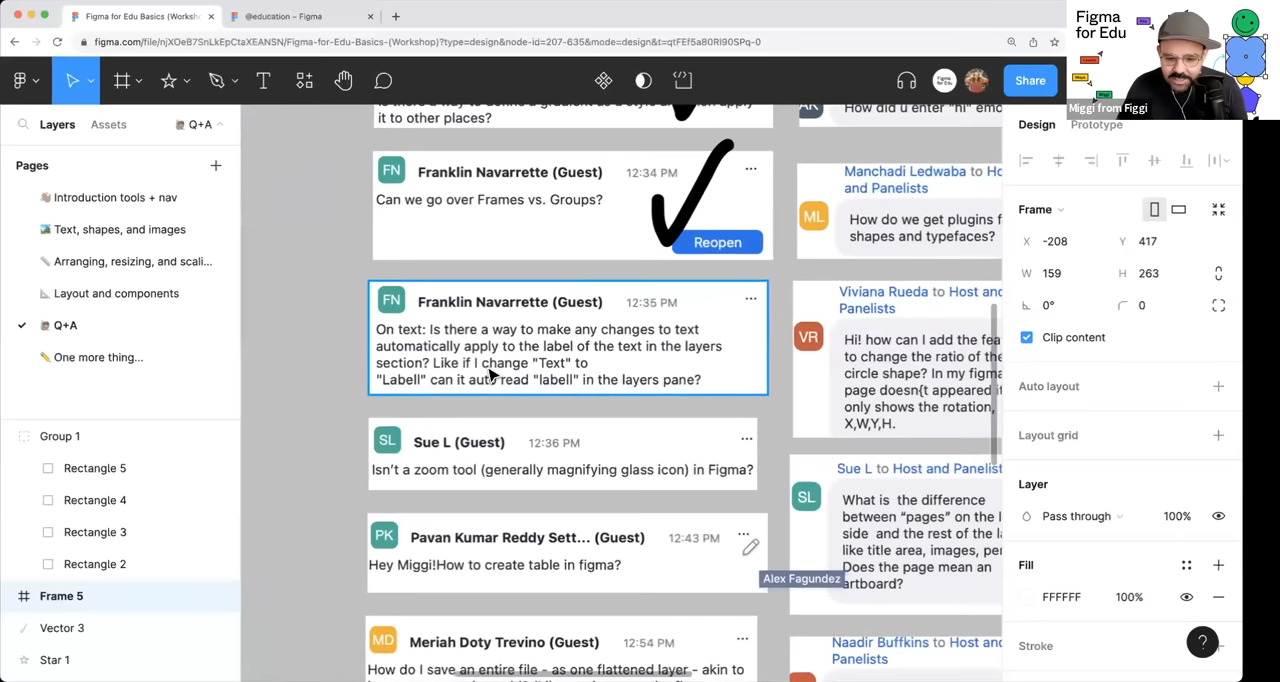 Figma for Edu Basics (Worksho
@education – Figma
figma.com/file/njXOeB7SnLkEpCtaXEANSN/Figma-for-Edu-Basics-(Workshop)?type=design&node-id=207-635&mode=design&t=qtFEf5a80RI90SPq-0
Figma
for Edu
Miggi from Figgi
Share
Layers
Assets
Q+A
Pages
Introduction tools + nav
Text, shapes, and images
Arranging, resizing, and scali...
Layout and components
Q+A
One more thing...
Group 1
Rectangle 5
Rectangle 4
Rectangle 3
Rectangle 2
Frame 5
Vector 3
Star 1
it to other places?
FN
Franklin Navarrette (Guest)
12:34 PM
Can we go over Frames vs. Groups?
Reopen
FN
Franklin Navarrette (Guest)
12:35 PM
On text: Is there a way to make any changes to text
automatically apply to the label of the text in the layers
section? Like if I change "Text" to
"Labell" can it auto read "labell" in the layers pane?
SL
Sue L (Guest)
12:36 PM
Isn't a zoom tool (generally magnifying glass icon) in Figma?
PK
Pavan Kumar Reddy Sett... (Guest)
12:43 PM
Hey Miggi!How to create table in figma?
Alex Fagundez
MD
Meriah Doty Trevino (Guest)
12:54 PM
How do I save an entire file - as one flattened layer - akin to
How did you enter "hi" emo
Manchadi Ledwaba to Ho
and Panelists
ML
How do we get plugins f
shapes and typefaces?
Viviana Rueda to Host and
Panelists
VR
Hi! how can I add the fea
to change the ratio of the
circle shape? In my figma
page doesn{t appeared i
only shows the rotation,
X,W,Y,H.
Sue L to Host and Panelist
SL
What is the difference
between "pages" on the l
side and the rest of the la
like title area, images, per
Does the page mean an
artboard?
Naadir Buffkins to Host an
Panelists
Design
Prototype
Frame
X
-208
Y
417
W
159
H
263
0°
0
Clip content
Auto layout
Layout grid
Layer
Pass through
100%
Fill
FFFFFF
100%
Stroke
?